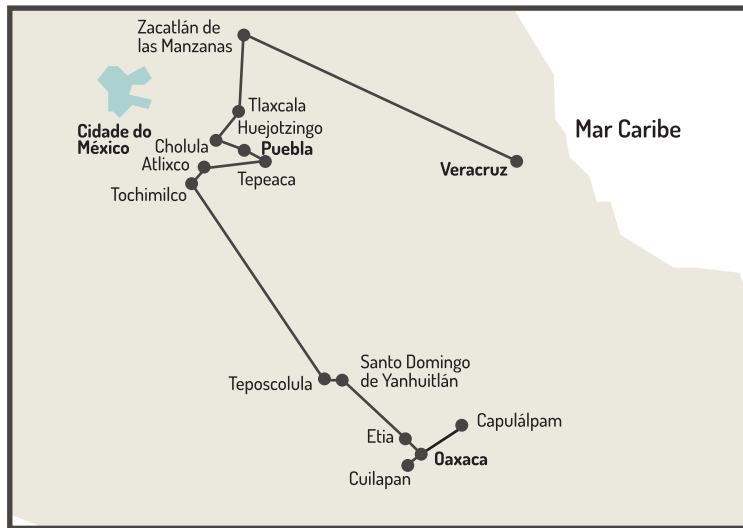 Zacatlán de
las Manzanas
Tlaxcala
Huejotzingo
Cidade do
México
Mar Caribe
Cholula
Puebla
Atlixco
Veracruz
Tepeaca
Tochimilco
Santo Domingo
de Yanhuitlán
Teposcolula
Capulálpam
Etia
Oaxaca
Cuilapan